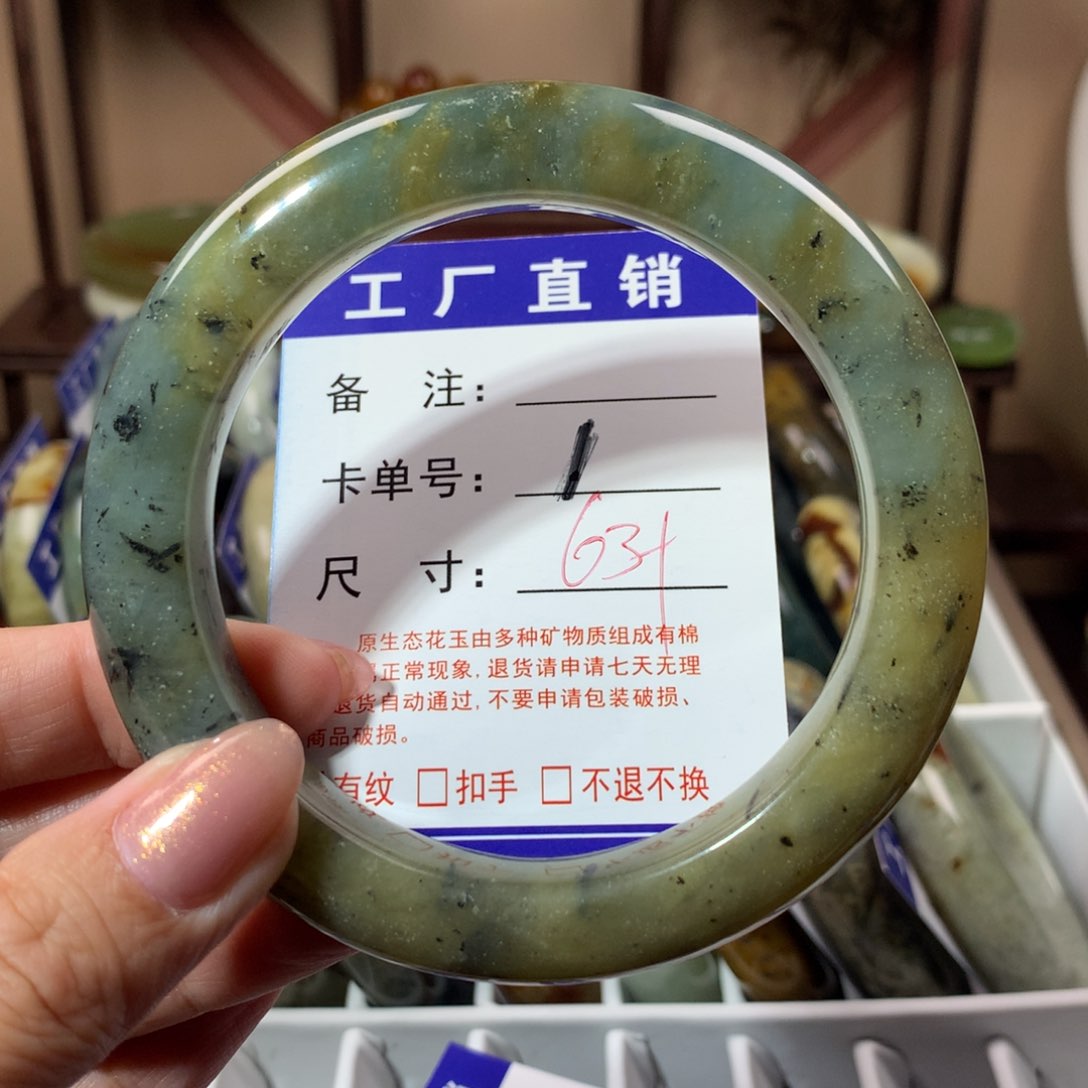 工厂直销
备 注：
卡单号： 1
尺 寸： 631
原生态花玉由多种矿物质组成有棉
正常现象，退货请申请七天无理
退货自动通过，不要申请包装破损、
商品破损。
有纹 □扣手 □不退不换